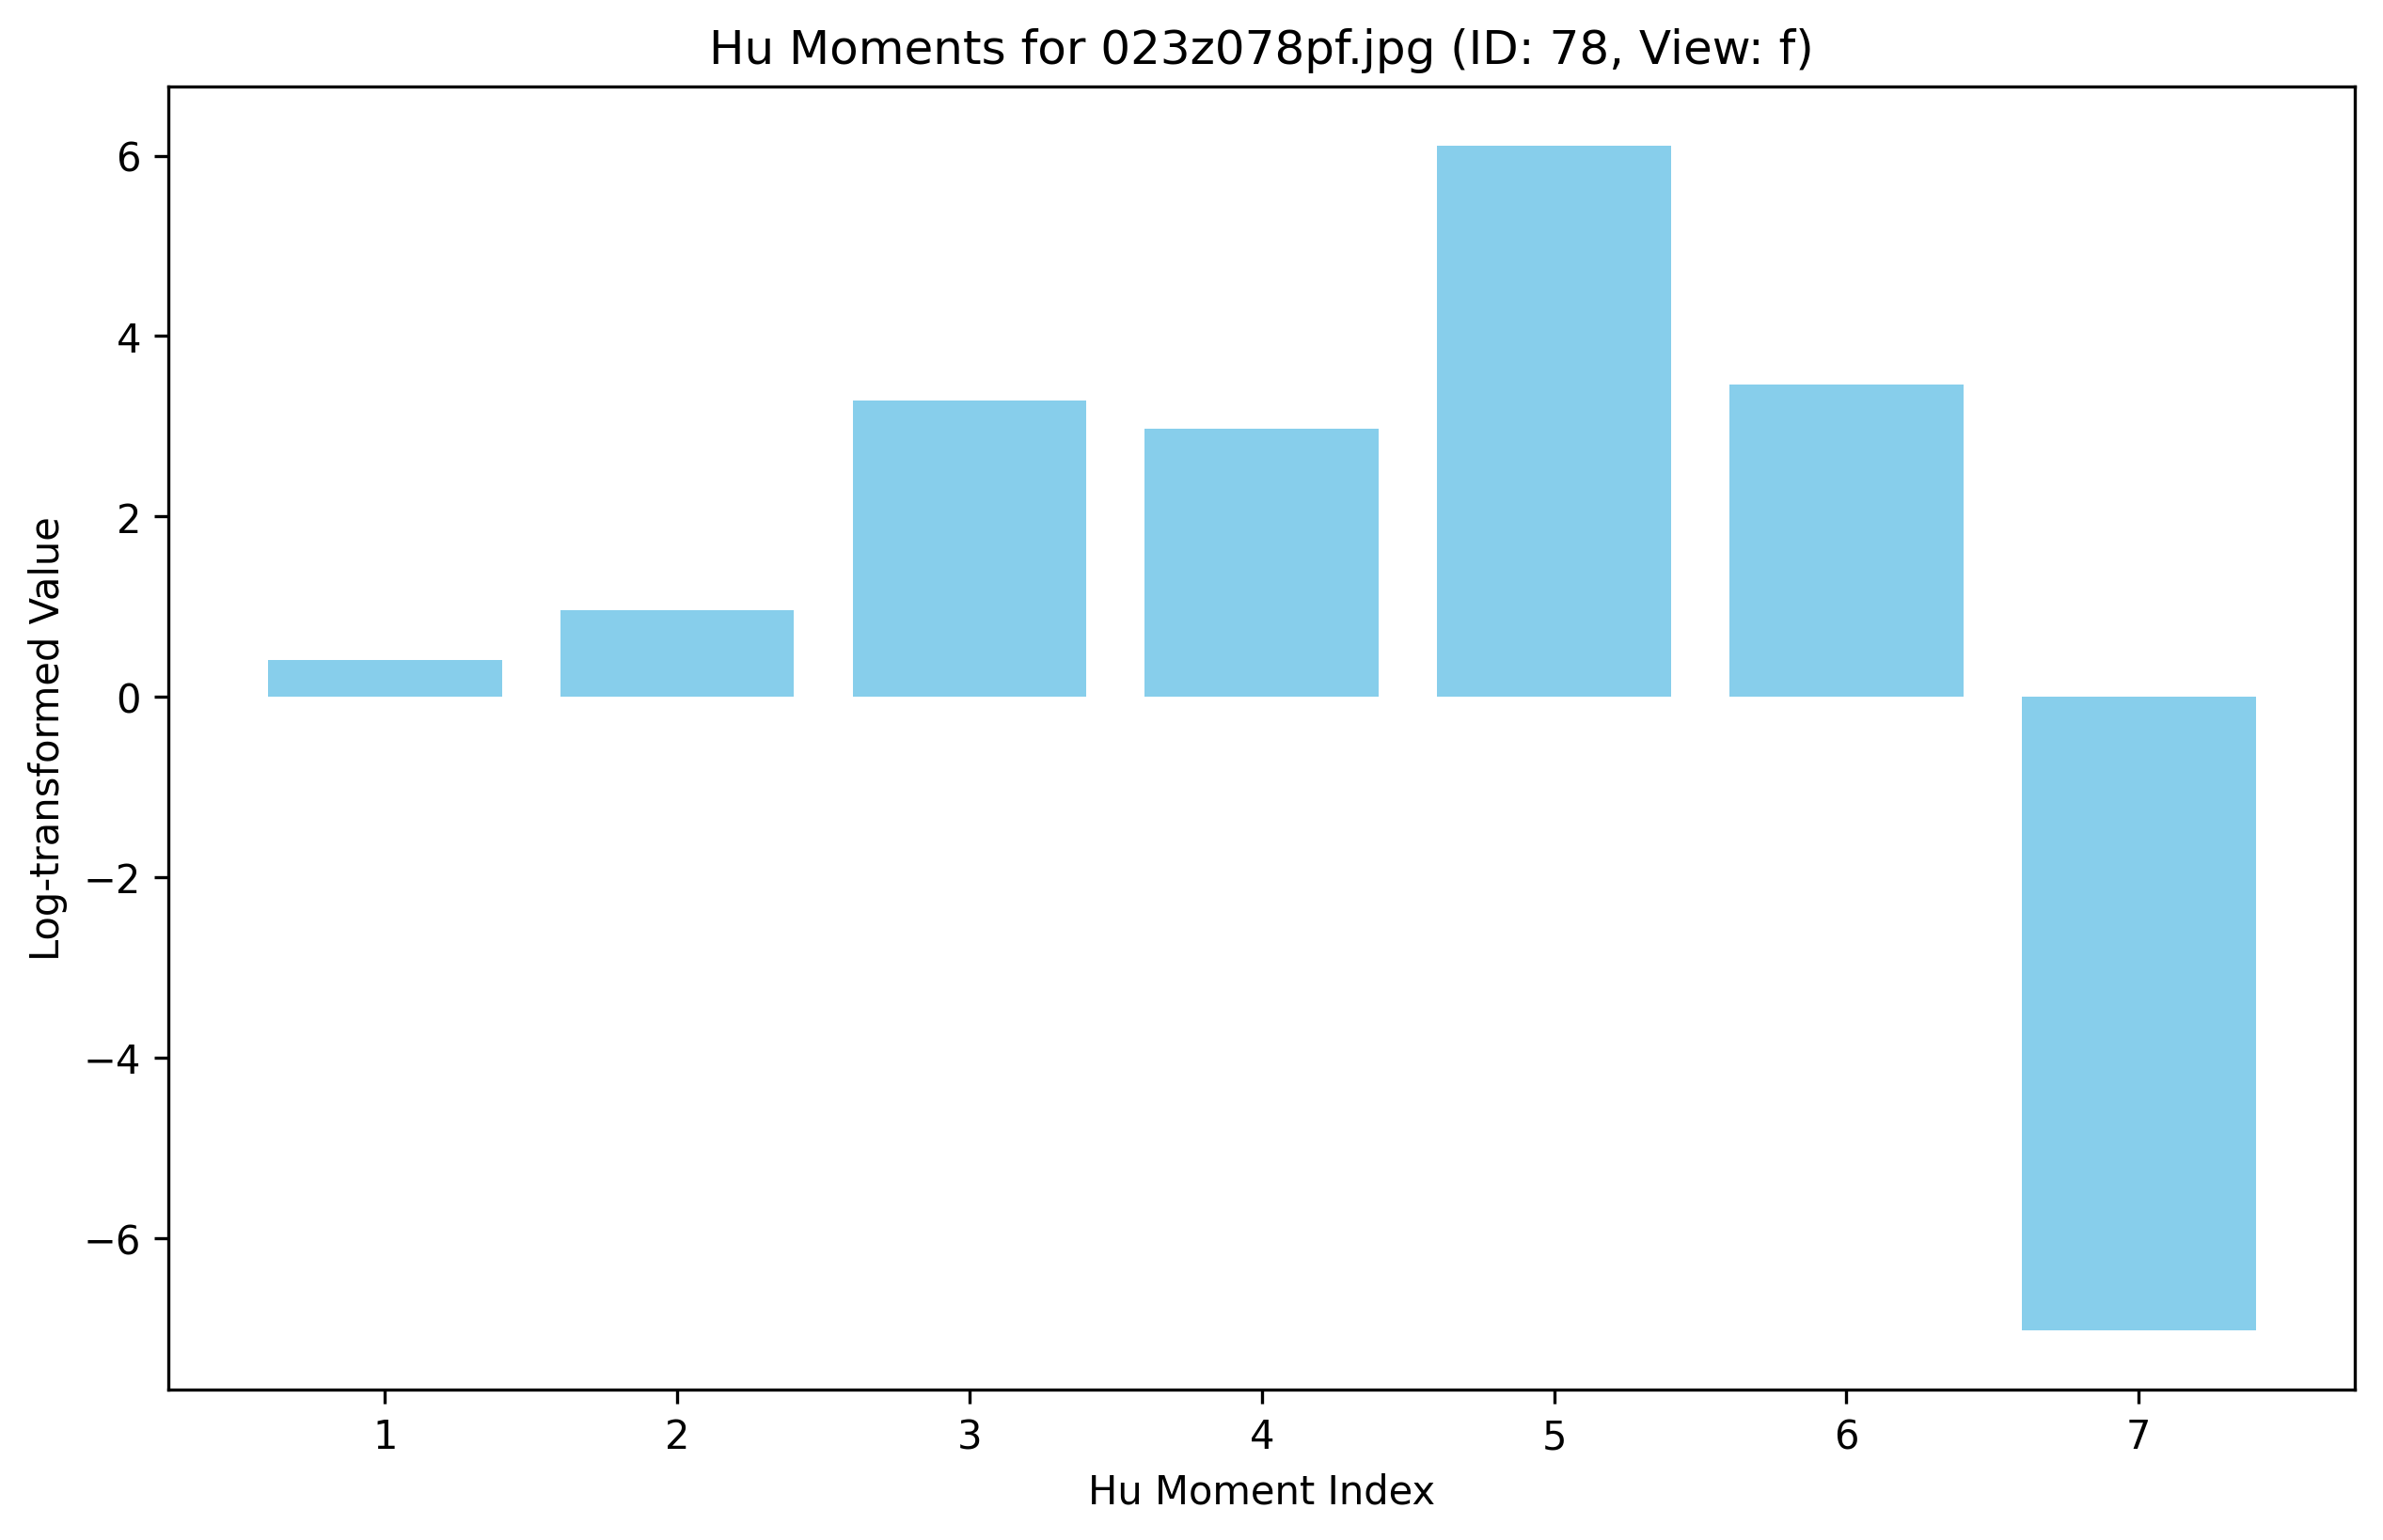 Hu Moments for 023z078pf.jpg (ID: 78, View: f)
6
4
2
0
−2
−4
−6
Log-transformed Value
1 2 3 4 5 6 7
Hu Moment Index